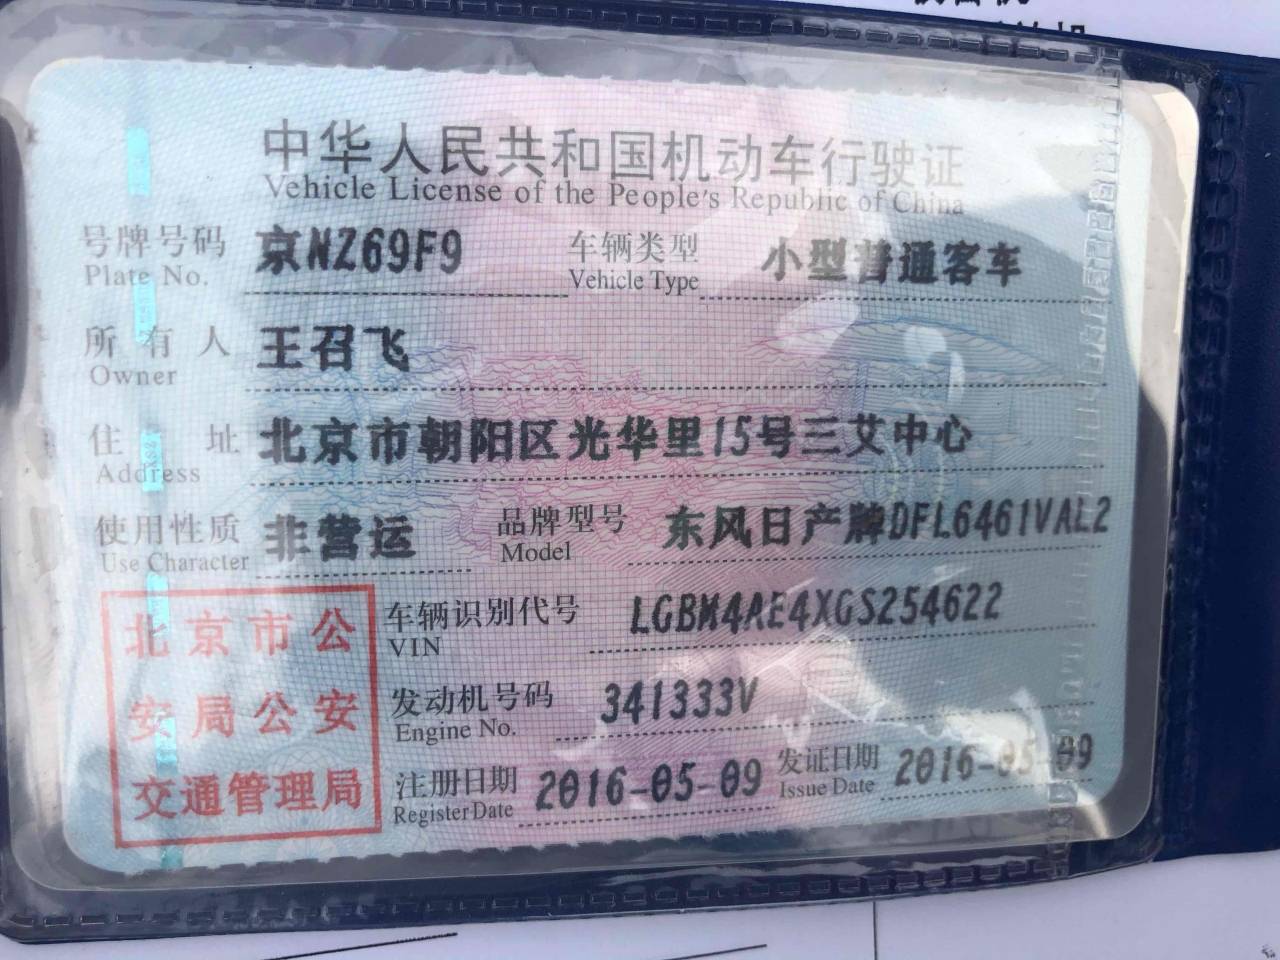 中华人民共和国机动车行驶证
Vehicle License of the People's Republic of China
号牌号码 京NZ69F9 车辆类型 小型普通客车
Plate No. Vehicle Type
所有人 王召飞
Owner
住址 北京市朝阳区光华里15号三艾中心
Address
使用性质 非营运 品牌型号 东风日产牌DFL6461VAL2
Use Character Model
北京市公
安局公安
交通管理局
车辆识别代号 LGBM4AE4XGS254622
VIN
发动机号码 341333V
Engine No.
注册日期 2016-05-09 发证日期 2016-05-09
Register Date Issue Date